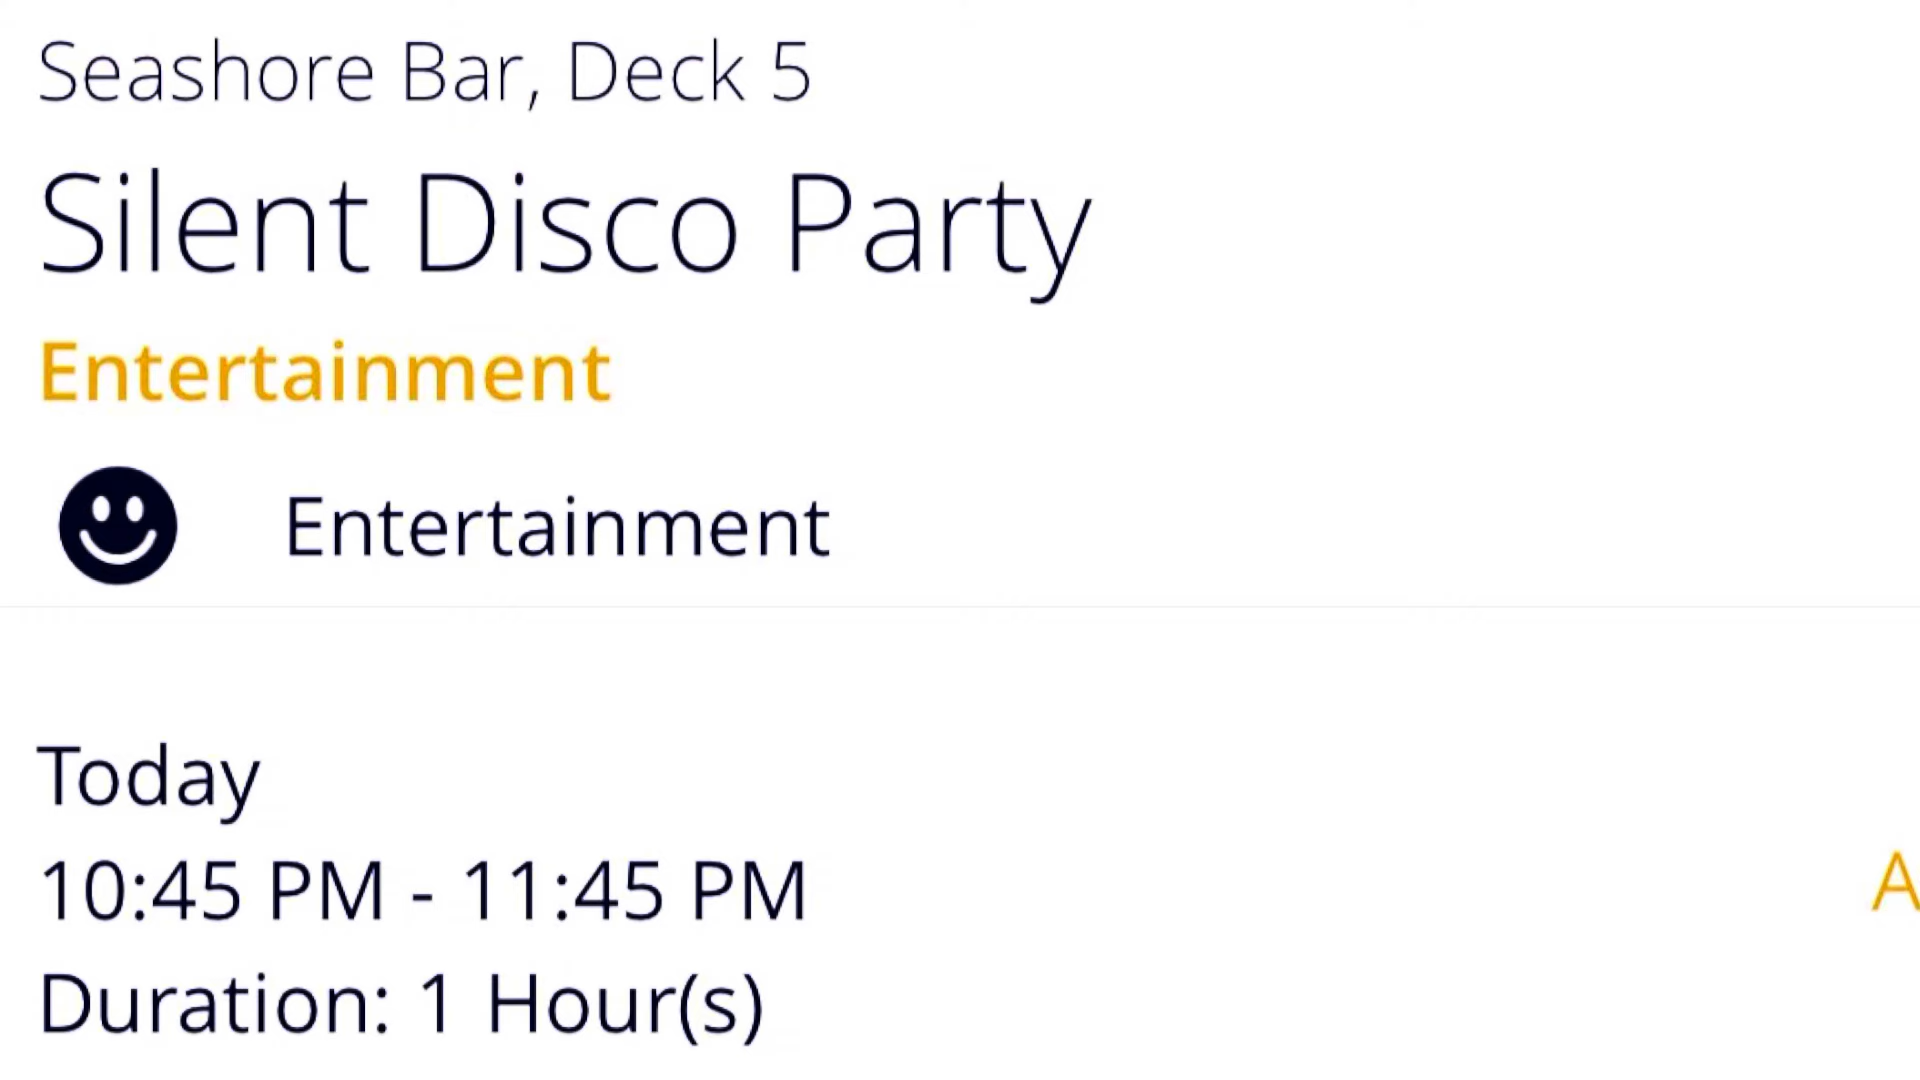 Seashore Bar, Deck 5
Silent Disco Party
Entertainment
Entertainment
Today
10:45 PM - 11:45 PM
A
Duration: 1 Hour(s)